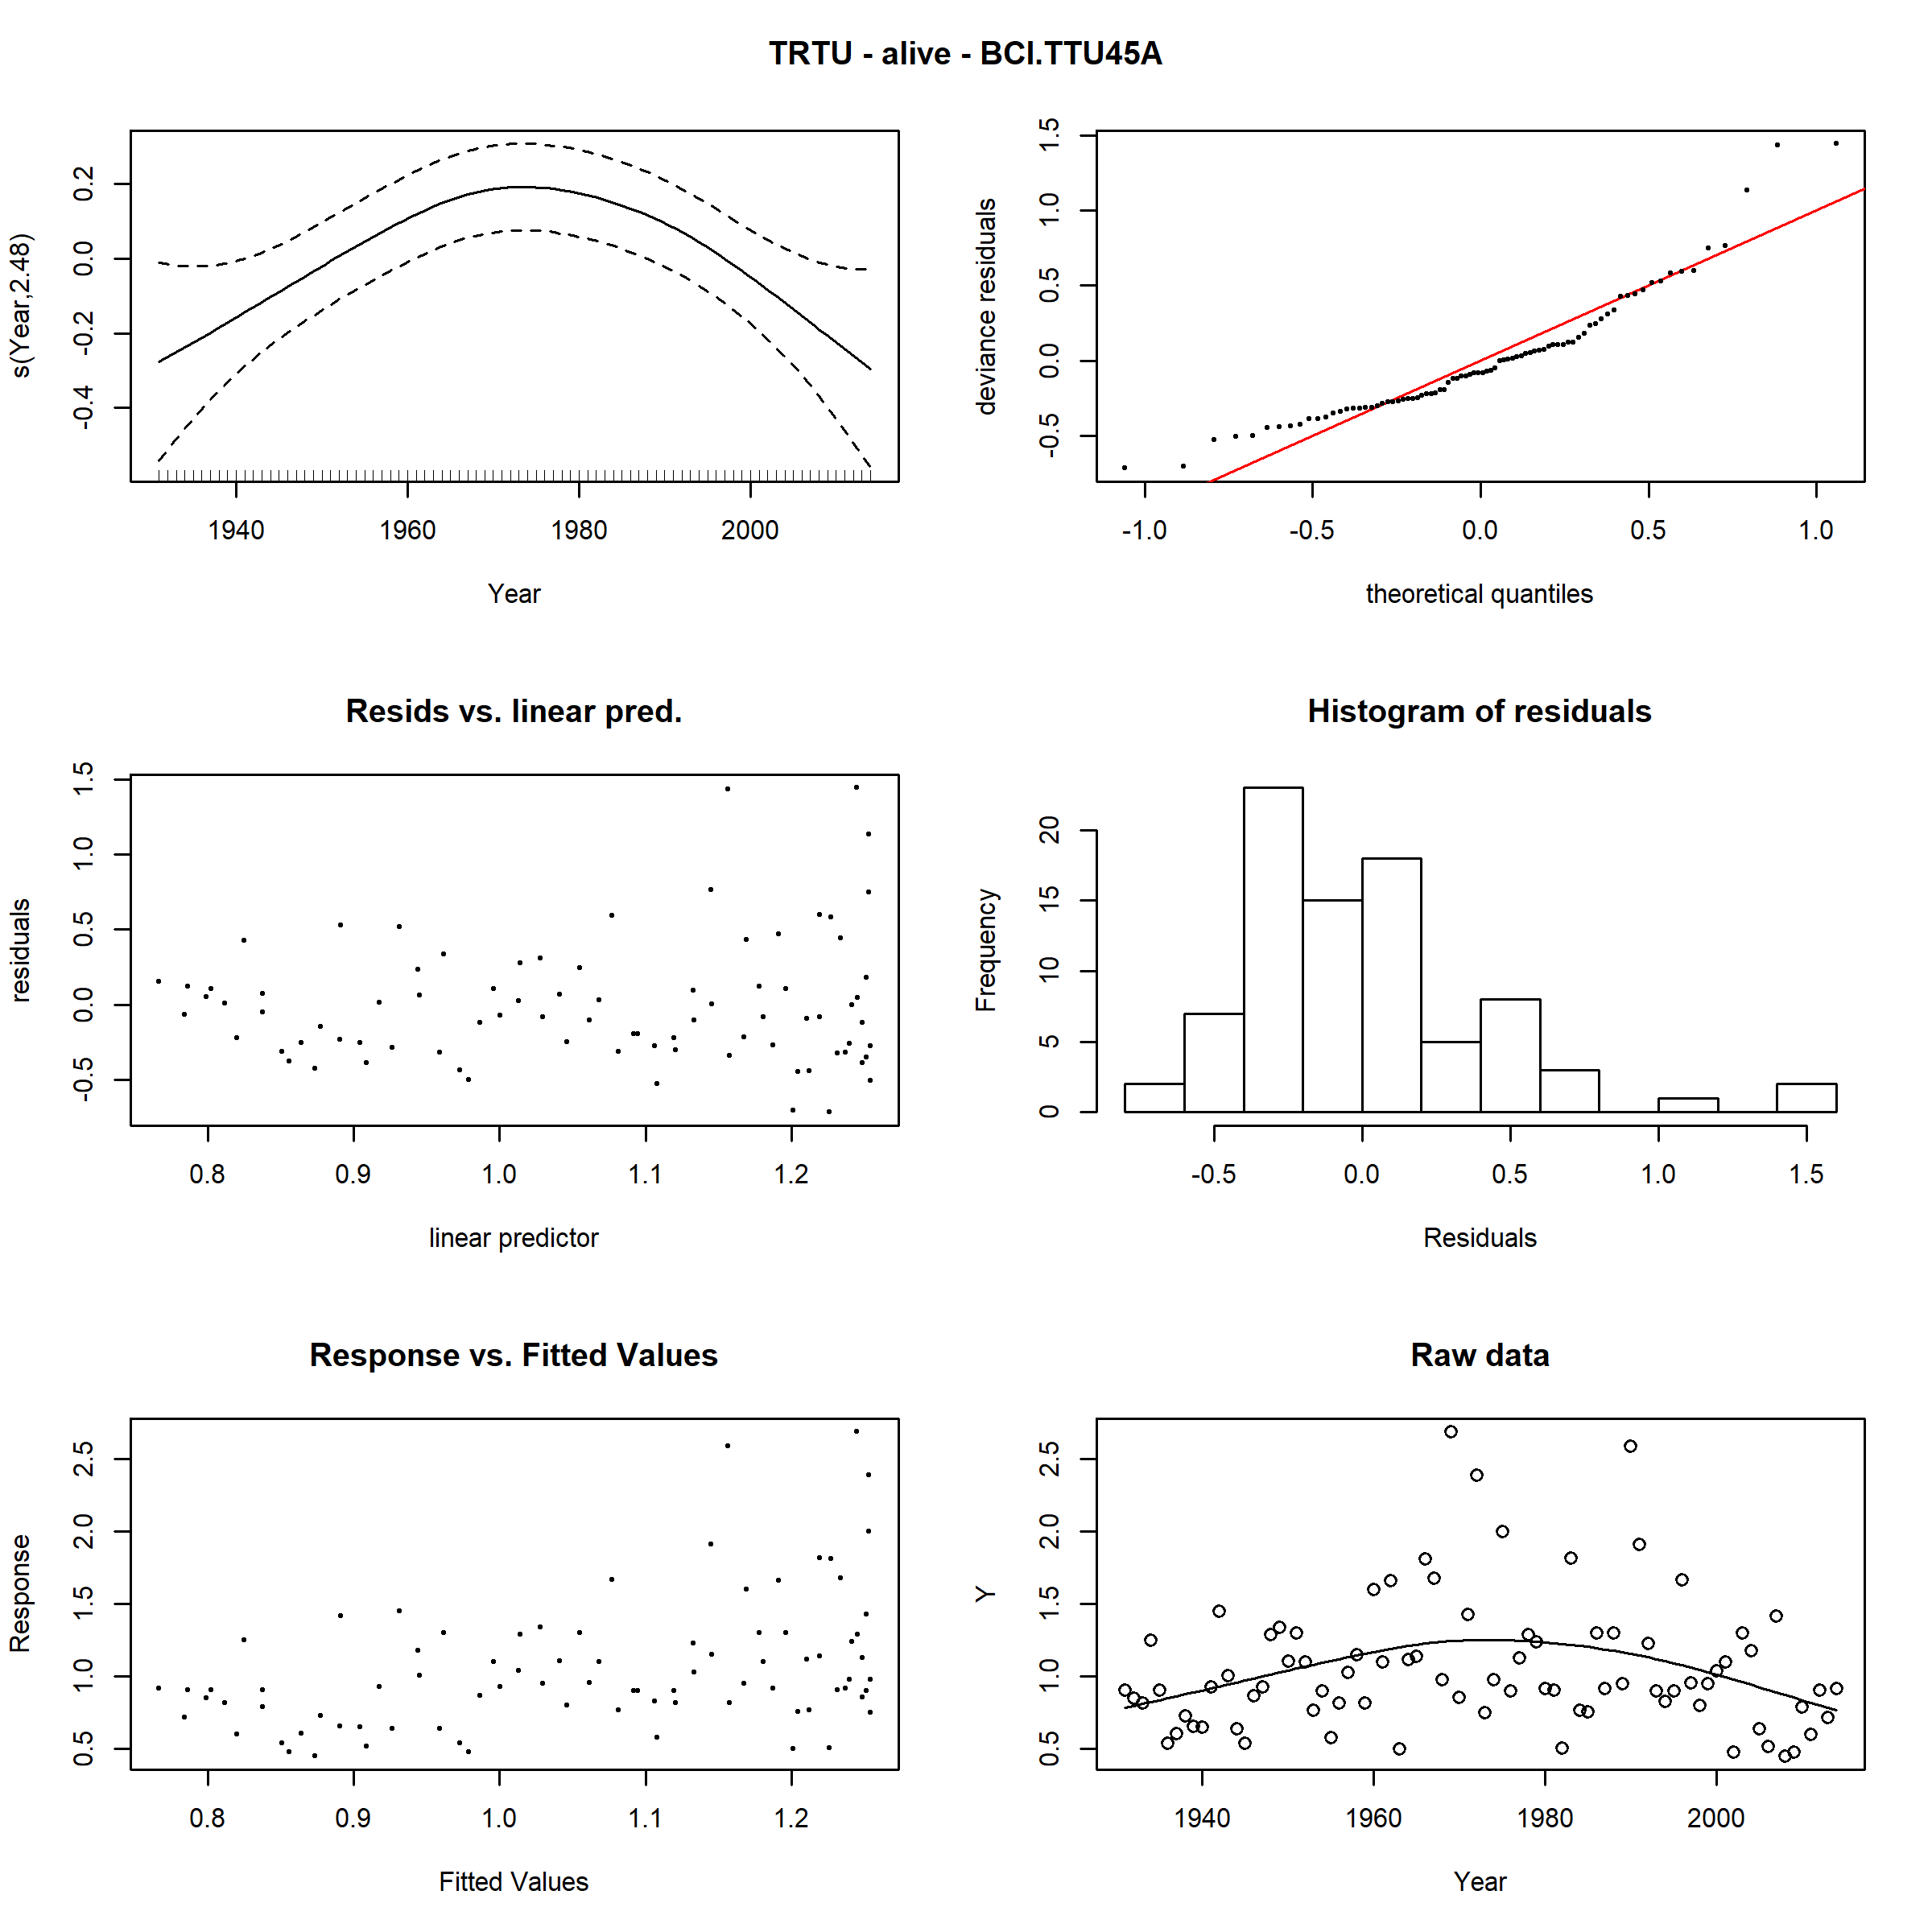 TRTU - alive - BCI.TTU45A
s(Year,2.48)
0.2
0.0
-0.2
-0.4
1940 1960 1980 2000
Year
deviance residuals
1.5
1.0
0.5
0.0
-0.5
-1.0 -0.5 0.0 0.5 1.0
theoretical quantiles
Resids vs. linear pred.
residuals
1.5
1.0
0.5
0.0
-0.5
0.8 0.9 1.0 1.1 1.2
linear predictor
Histogram of residuals
Frequency
20
15
10
5
0
-0.5 0.0 0.5 1.0 1.5
Residuals
Response vs. Fitted Values
Response
2.5
2.0
1.5
1.0
0.5
0.8 0.9 1.0 1.1 1.2
Fitted Values
Raw data
Y
2.5
2.0
1.5
1.0
0.5
1940 1960 1980 2000
Year